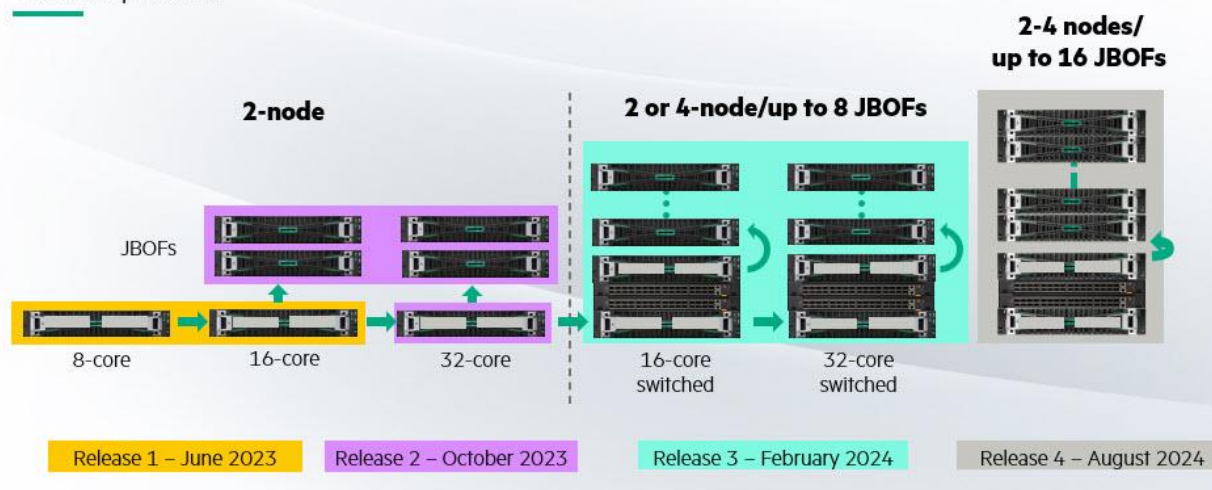 2-node
2 or 4-node/up to 8 JBOFs
2-4 nodes/
up to 16 JBOFs
JBOFs
8-core
16-core
32-core
16-core
switched
32-core
switched
Release 1 – June 2023
Release 2 – October 2023
Release 3 – February 2024
Release 4 – August 2024